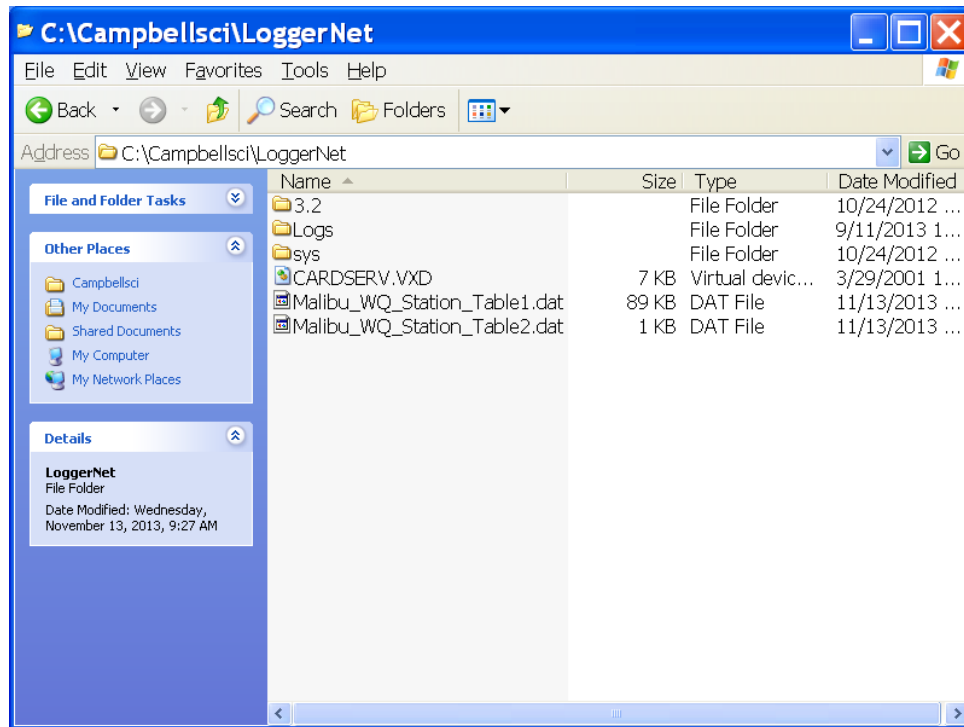 C:\Campbellsci\LoggerNet
File Edit View Favorites Tools Help
Back Search Folders
Address C:\Campbellsci\LoggerNet Go
File and Folder Tasks
Other Places
Campbellsci
My Documents
Shared Documents
My Computer
My Network Places
Details
LoggerNet
File Folder
Date Modified: Wednesday,
November 13, 2013, 9:27 AM
Name Size Type Date Modified
3.2 File Folder 10/24/2012 ...
Logs File Folder 9/11/2013 1...
sys File Folder 10/24/2012 ...
CARDSERV.VXD 7 KB Virtual devic... 3/29/2001 1...
Malibu_WQ_Station_Table1.dat 89 KB DAT File 11/13/2013 ...
Malibu_WQ_Station_Table2.dat 1 KB DAT File 11/13/2013 ...